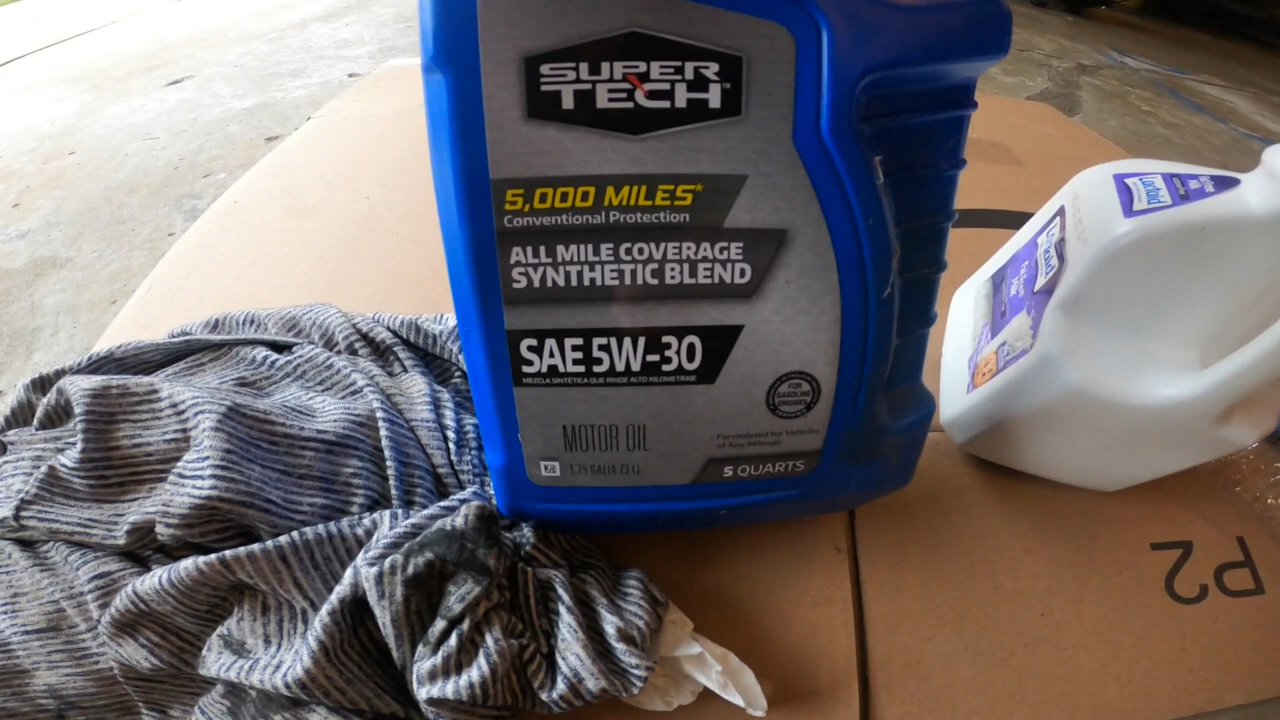 SUPER
TECH™
5,000 MILES*
Conventional Protection
ALL MILE COVERAGE
SYNTHETIC BLEND
SAE 5W-30
MEZCLA SINTÉTICA QUE RINDE ALTO KILOMETRAJE
FOR
GASOLINE
ENGINES
MOTOR OIL
1.25 GAL (4.73 L)
Formulated for Vehicles
of Any Mileage
5 QUARTS
Lactaid
Lactaid
P2